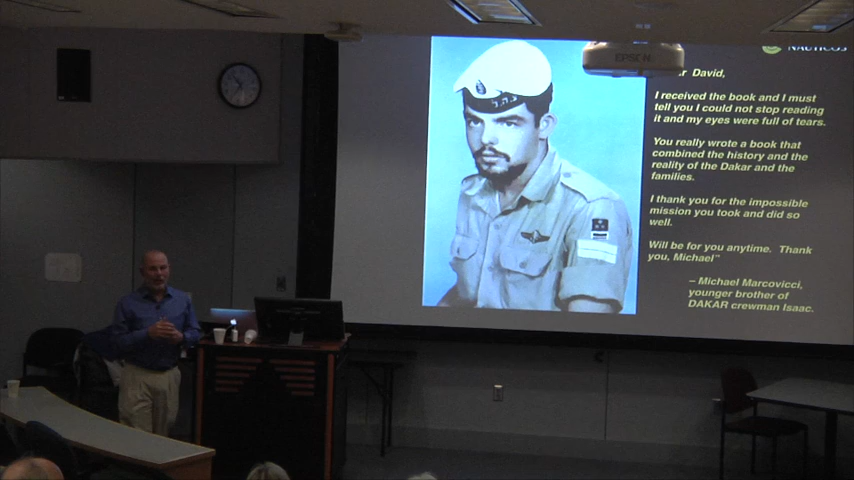 NAUTICOS
EPSON
David,
I received the book and I must
tell you I could not stop reading
it and my eyes were full of tears.
You really wrote a book that
combined the history and the
reality of the Dakar and the
families.
I thank you for the impossible
mission you took and did so
well.
Will be for you anytime. Thank
you, Michael"
– Michael Marcovicci,
younger brother of
DAKAR crewman Isaac.